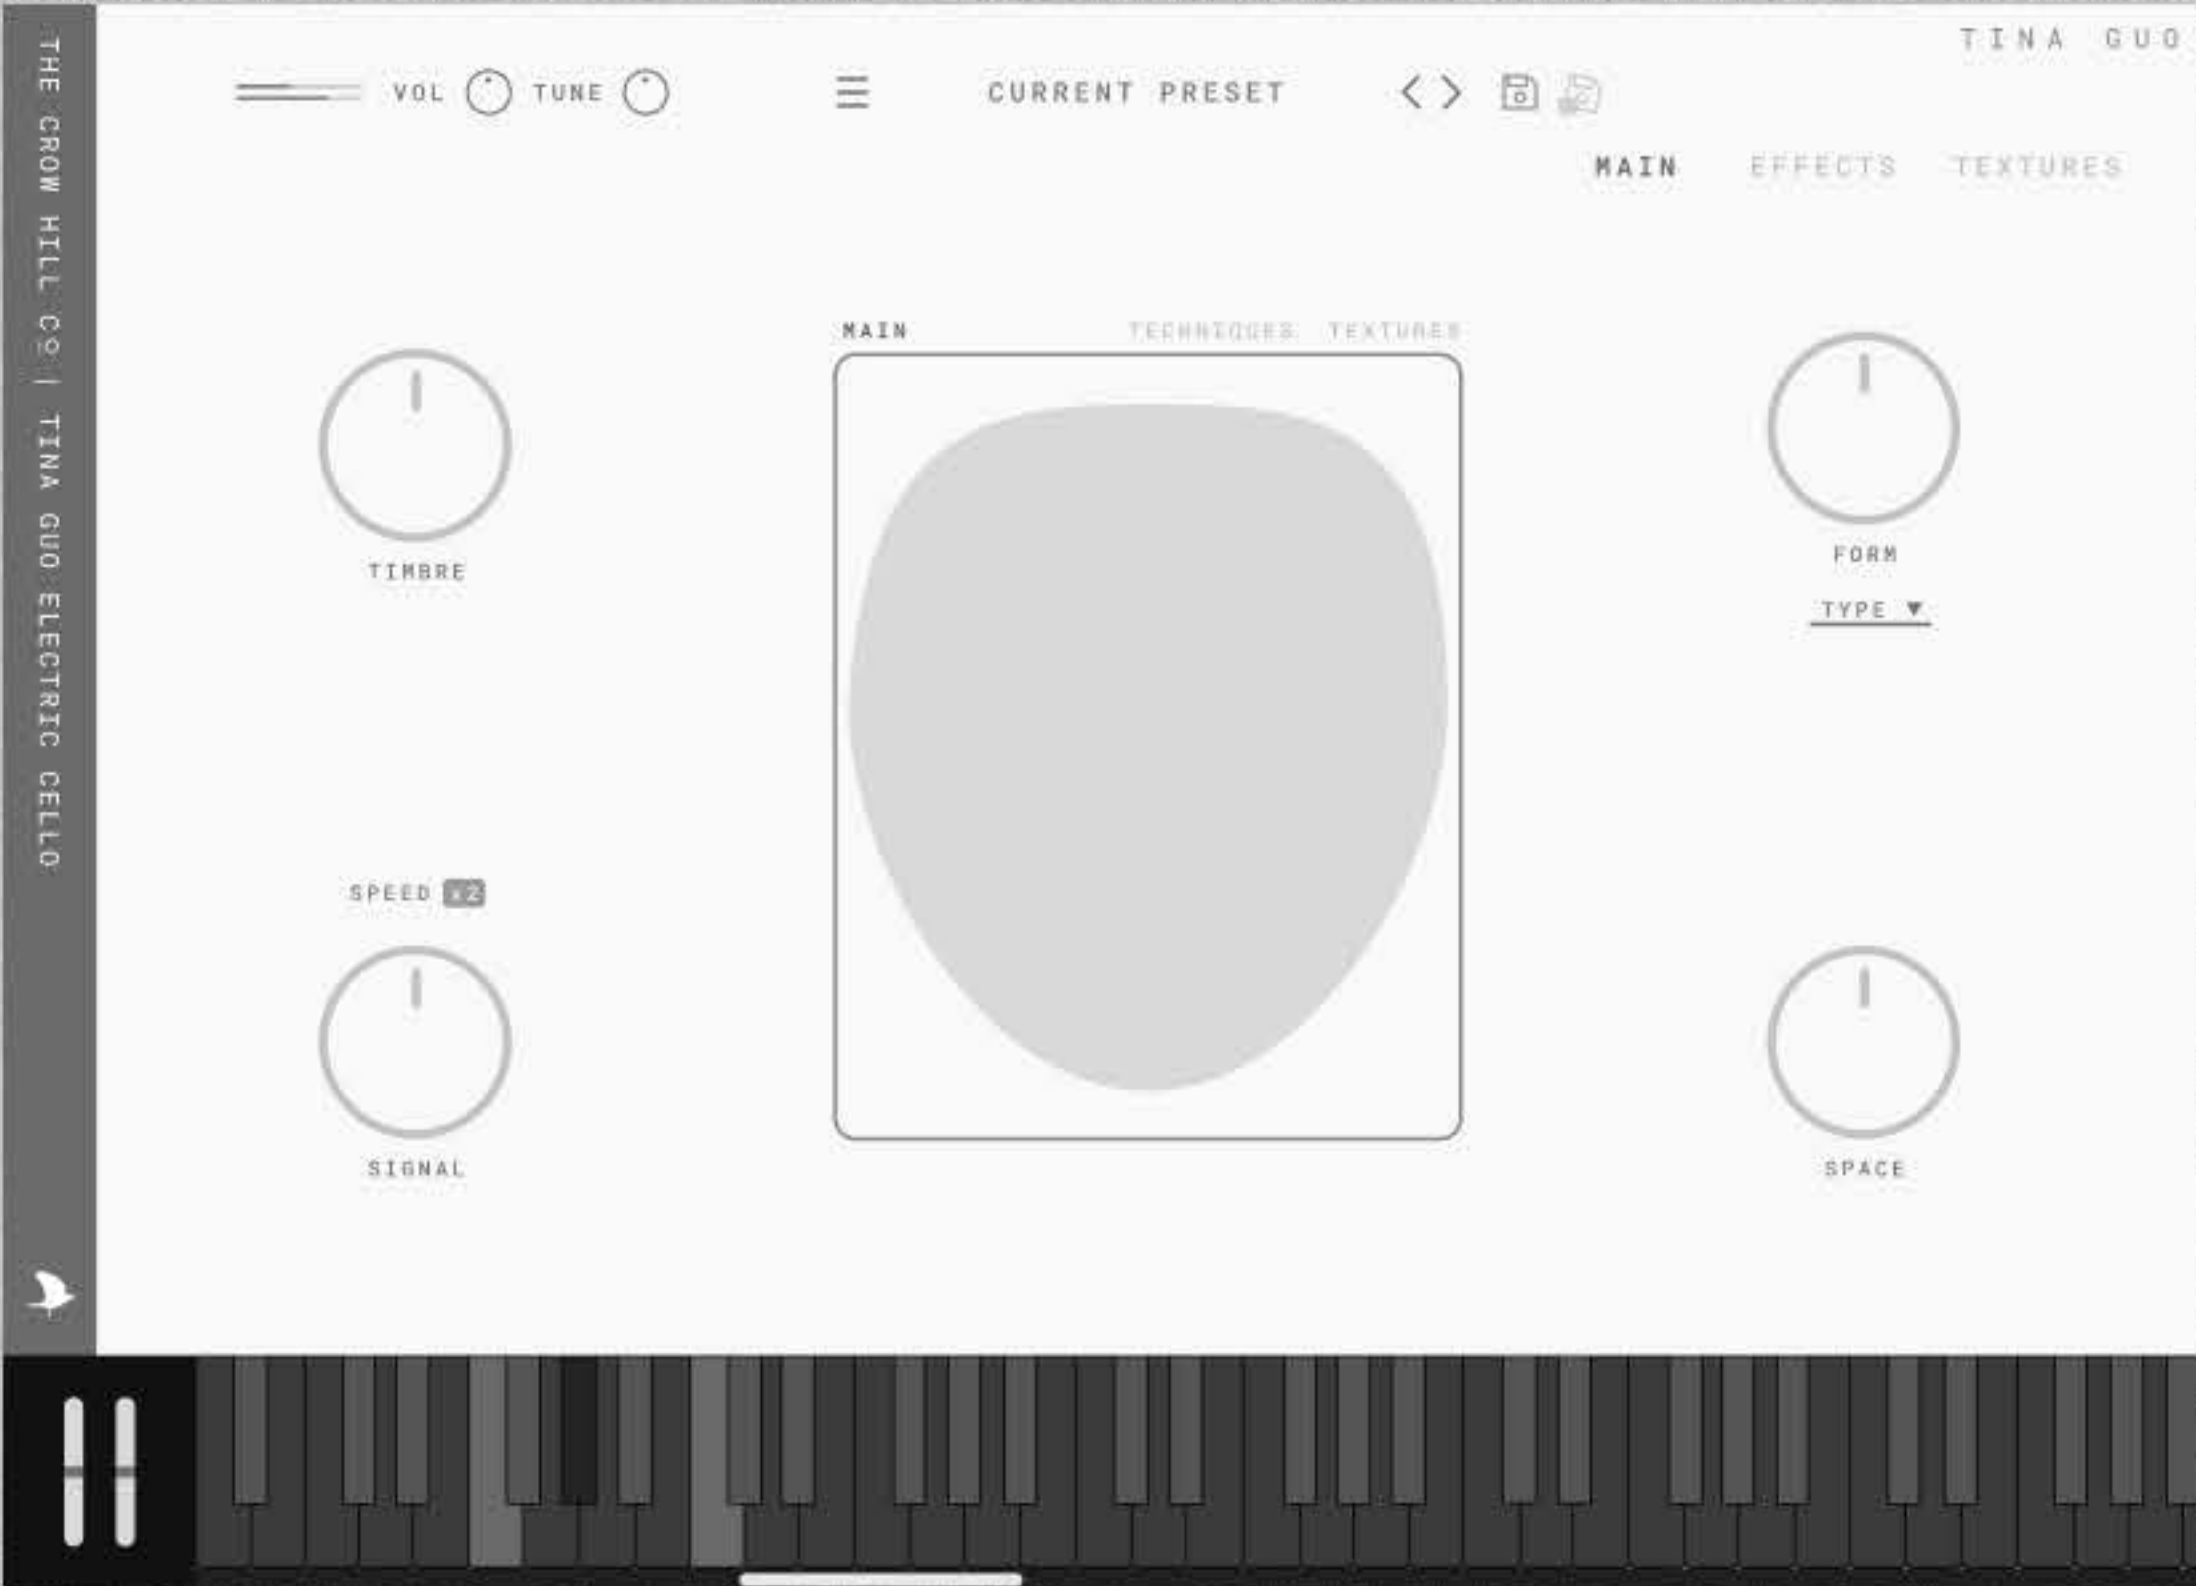 THE CROW HILL Cº | TINA GUO ELECTRIC CELLO
TINA GUO
VOL TUNE CURRENT PRESET
MAIN EFFECTS TEXTURES
MAIN TECHNIQUES TEXTURES
TIMBRE
FORM
TYPE
SPEED x2
SIGNAL
SPACE